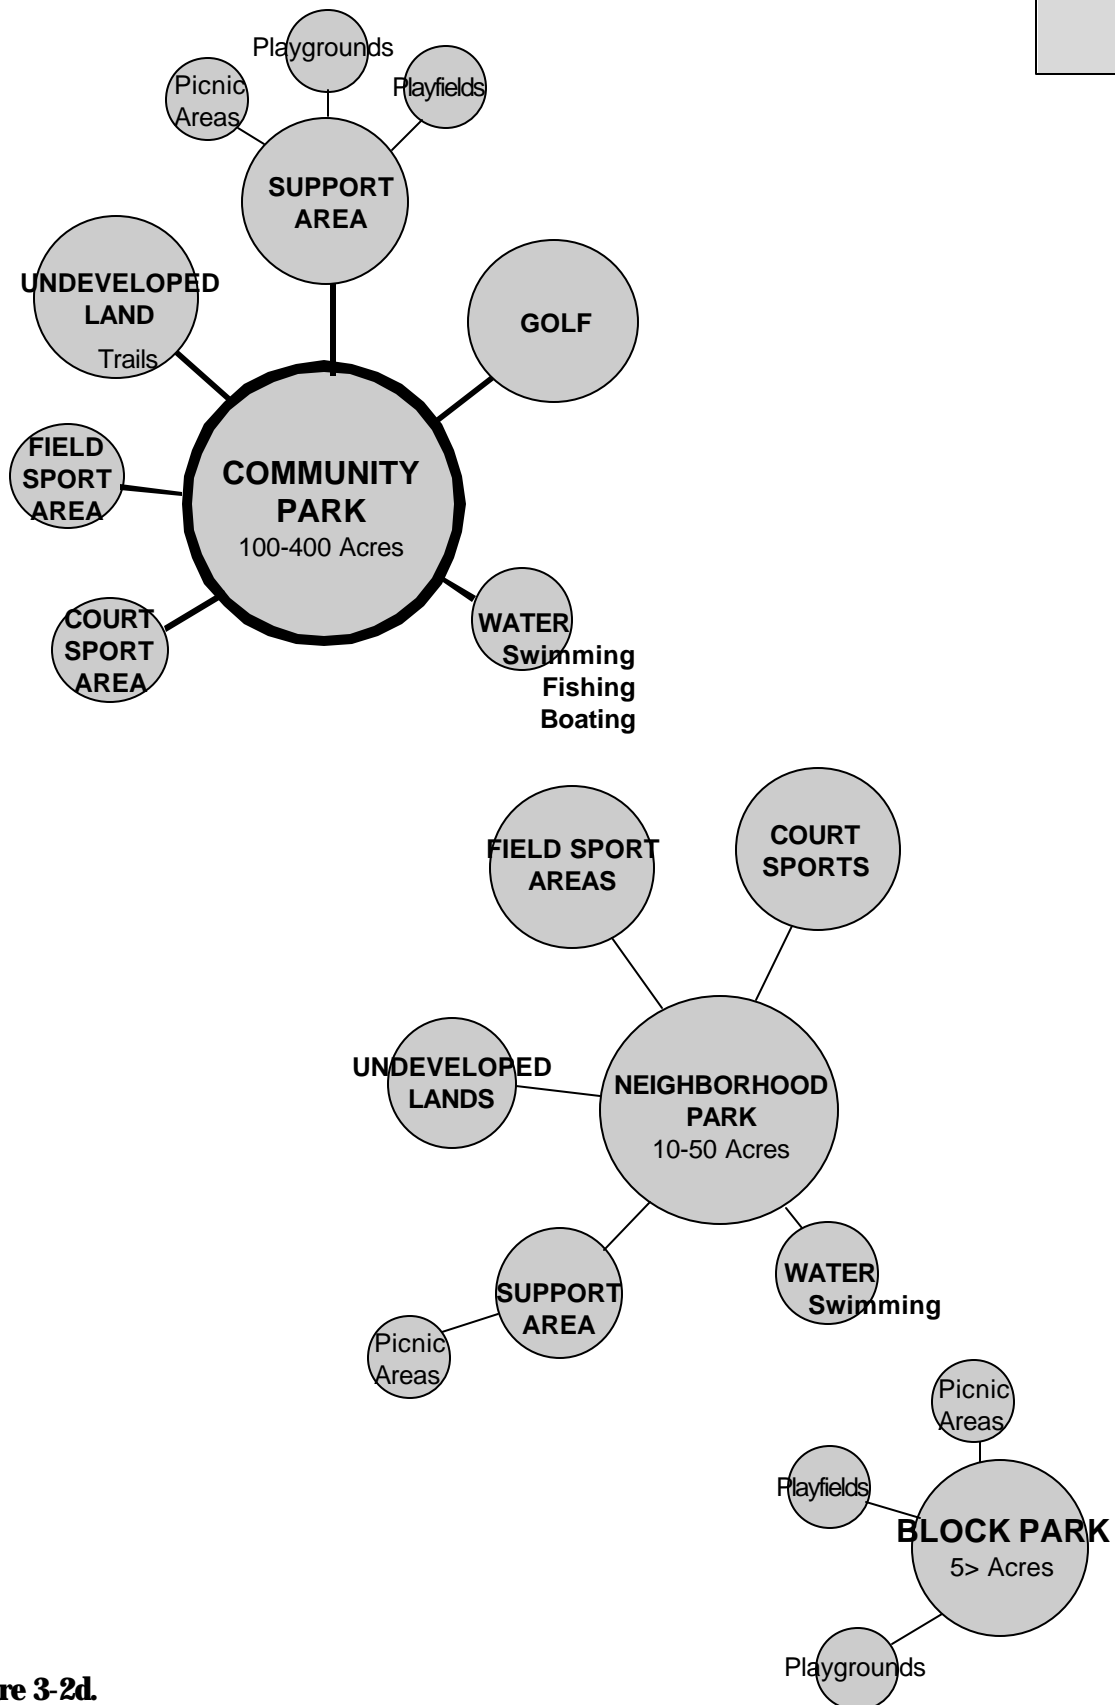 Playgrounds
Picnic
Areas
Playfields
SUPPORT
AREA
UNDEVELOPED
LAND
Trails
GOLF
FIELD
SPORT
AREA
COMMUNITY
PARK
100-400 Acres
COURT
SPORT
AREA
WATER
Swimming
Fishing
Boating
FIELD SPORT
AREAS
COURT
SPORTS
UNDEVELOPED
LANDS
NEIGHBORHOOD
PARK
10-50 Acres
SUPPORT
AREA
WATER
Swimming
Picnic
Areas
Picnic
Areas
Playfields
BLOCK PARK
5> Acres
Playgrounds
re 3-2d.